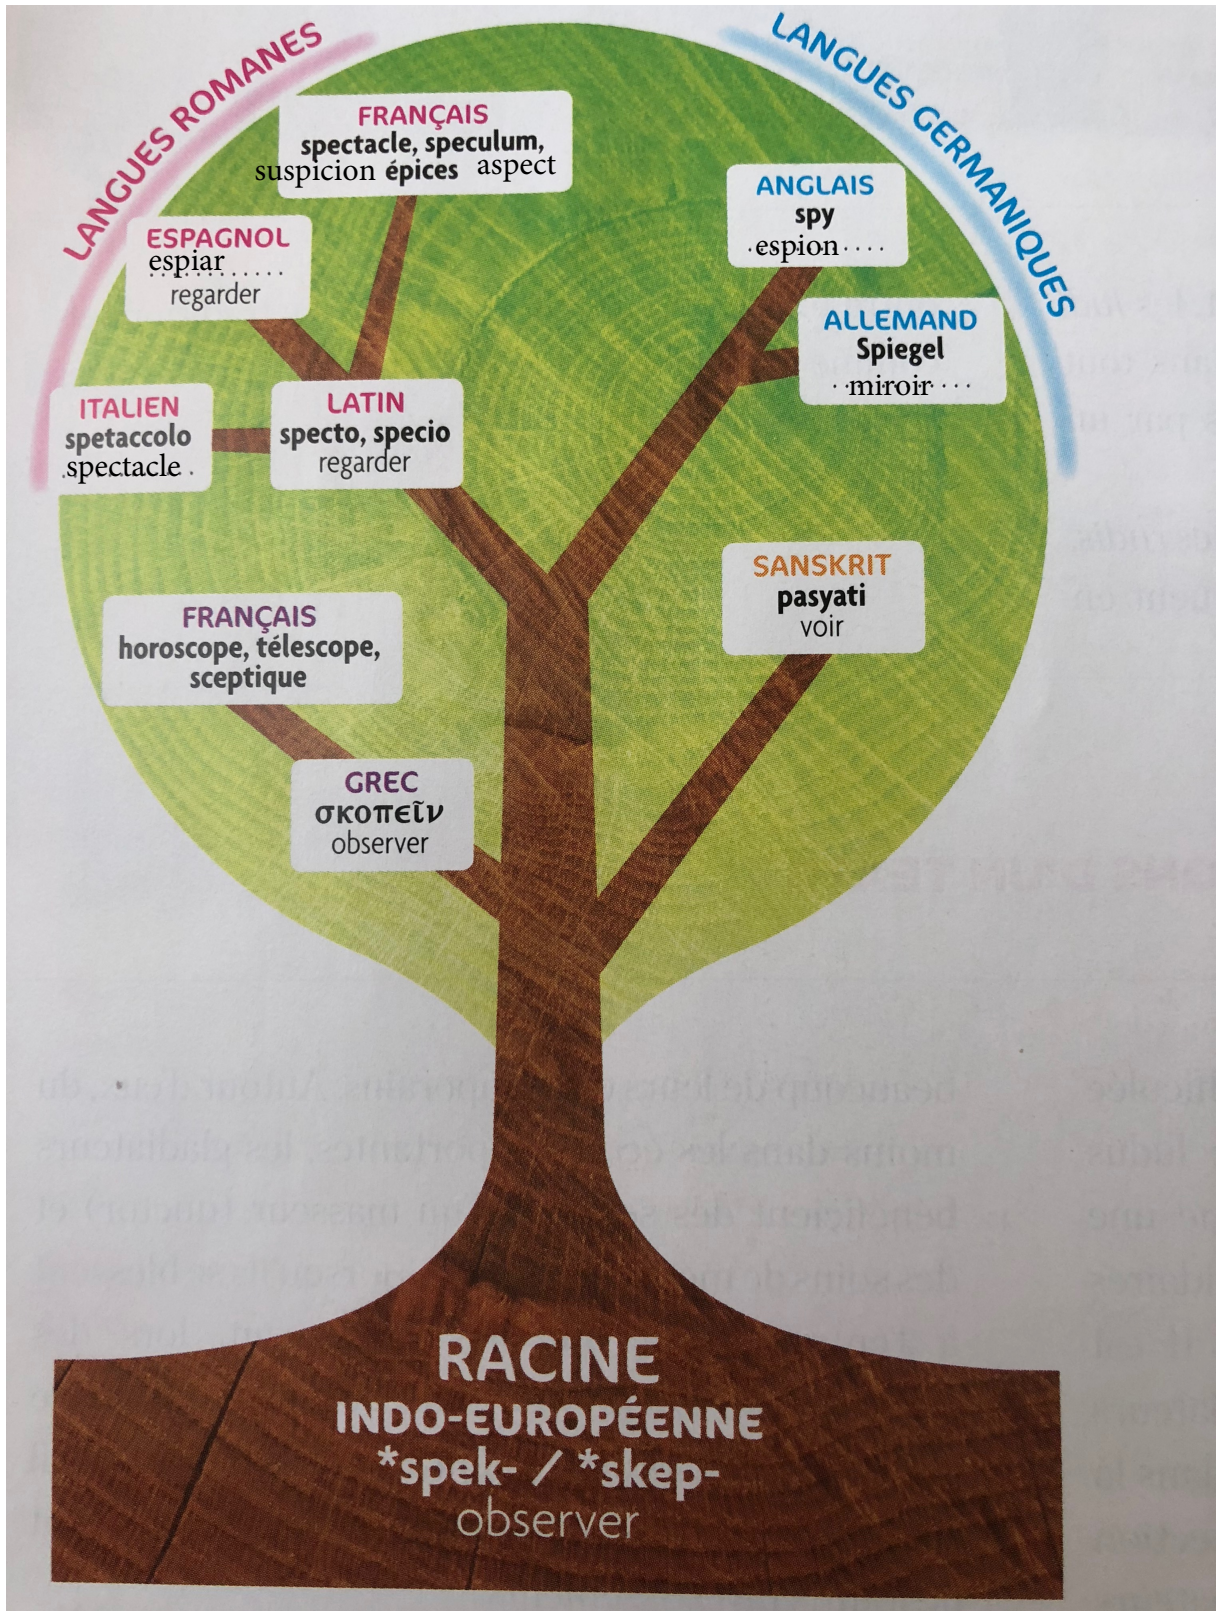 LANGUES ROMANES
LANGUES GERMANIQUES
FRANÇAIS
spectacle, speculum,
suspicion épices aspect
ANGLAIS
spy
espion
ESPAGNOL
espiar
regarder
ALLEMAND
Spiegel
miroir
ITALIEN
spetaccolo
spectacle
LATIN
specto, specio
regarder
SANSKRIT
pasyati
voir
FRANÇAIS
horoscope, télescope,
sceptique
GREC
σκοπεῖν
observer
RACINE
INDO-EUROPÉENNE
*spek- / *skep-
observer